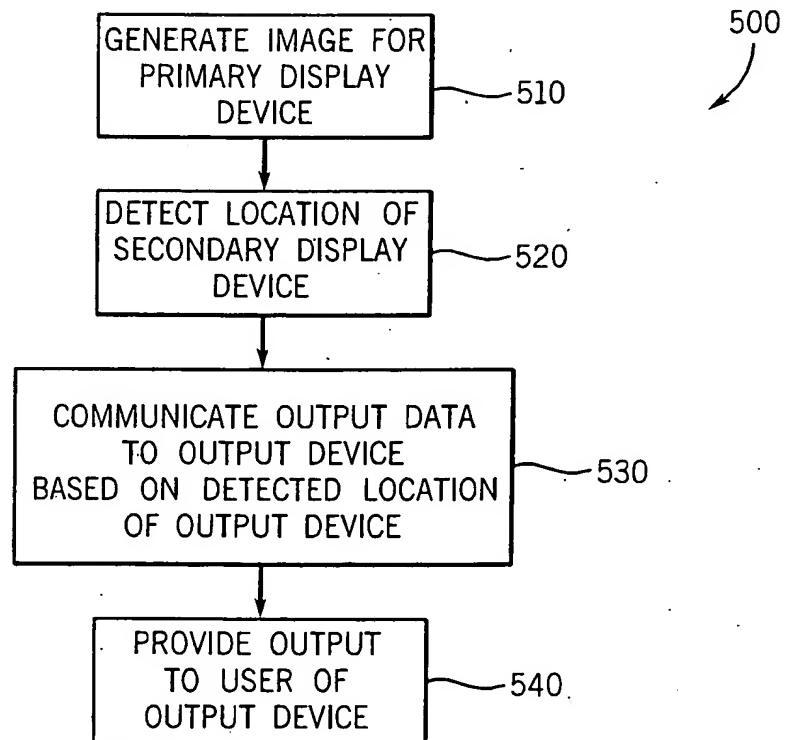 500
GENERATE IMAGE FOR
PRIMARY DISPLAY
DEVICE
510
DETECT LOCATION OF
SECONDARY DISPLAY
DEVICE
520
COMMUNICATE OUTPUT DATA
TO OUTPUT DEVICE
BASED ON DETECTED LOCATION
OF OUTPUT DEVICE
530
PROVIDE OUTPUT
TO USER OF
OUTPUT DEVICE
540